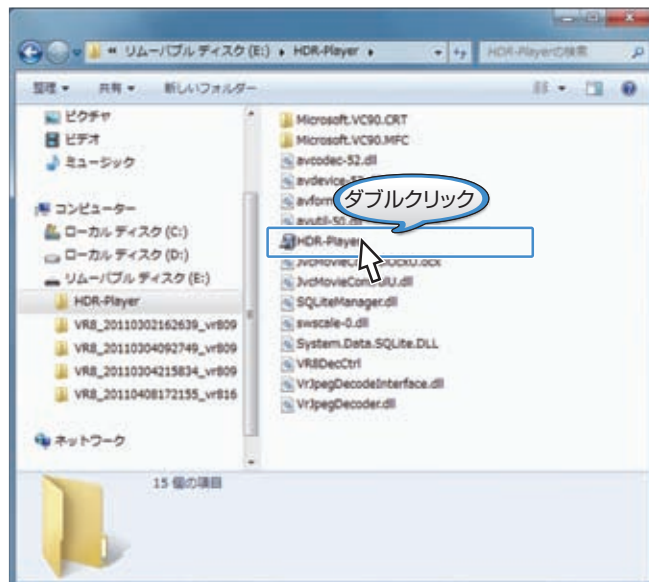 « リムーバブル ディスク (E:) ▸ HDR-Player ▸
HDR-Playerの検索
整理 ▾ 共有 ▾ 新しいフォルダー
ピクチャ
ビデオ
ミュージック
コンピューター
ローカル ディスク (C:)
ローカル ディスク (D:)
リムーバブル ディスク (E:)
HDR-Player
VR8_20110302162639_vr809
VR8_20110304092749_vr809
VR8_20110304215834_vr809
VR8_20110408172155_vr816
ネットワーク
Microsoft.VC90.CRT
Microsoft.VC90.MFC
avcodec-52.dll
avutil-50.dll
ダブルクリック
HDR-Player
JvcMovieControlU.dll
SQLiteManager.dll
swscale-0.dll
System.Data.SQLite.DLL
VR8DecCtrl
VrJpegDecodeInterface.dll
VrJpegDecoder.dll
15 個の項目